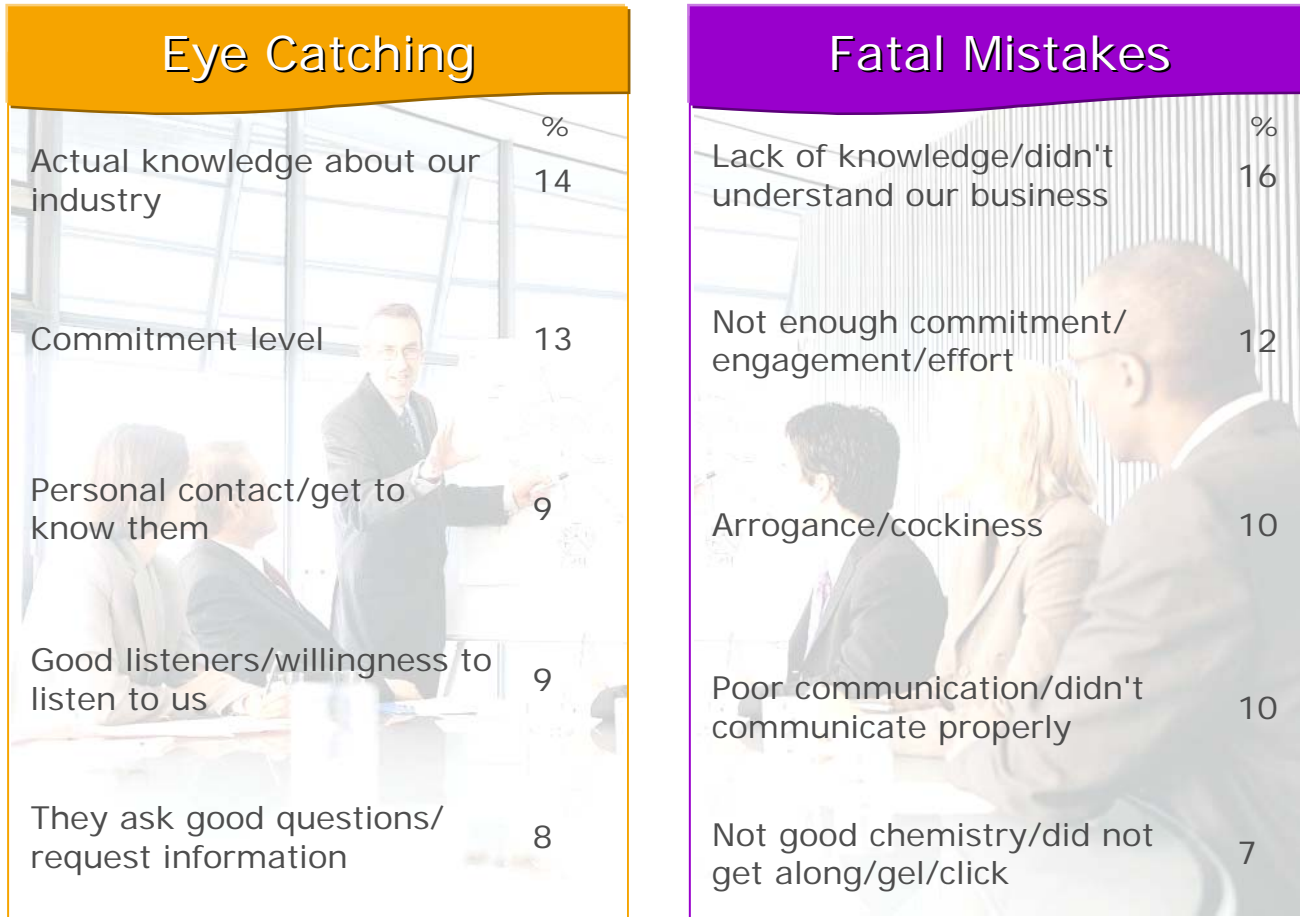 Eye Catching
%
Actual knowledge about our
industry
14
Commitment level
13
Personal contact/get to
know them
9
Good listeners/willingness to
listen to us
9
They ask good questions/
request information
8
Fatal Mistakes
%
Lack of knowledge/didn't
understand our business
16
Not enough commitment/
engagement/effort
12
Arrogance/cockiness
10
Poor communication/didn't
communicate properly
10
Not good chemistry/did not
get along/gel/click
7